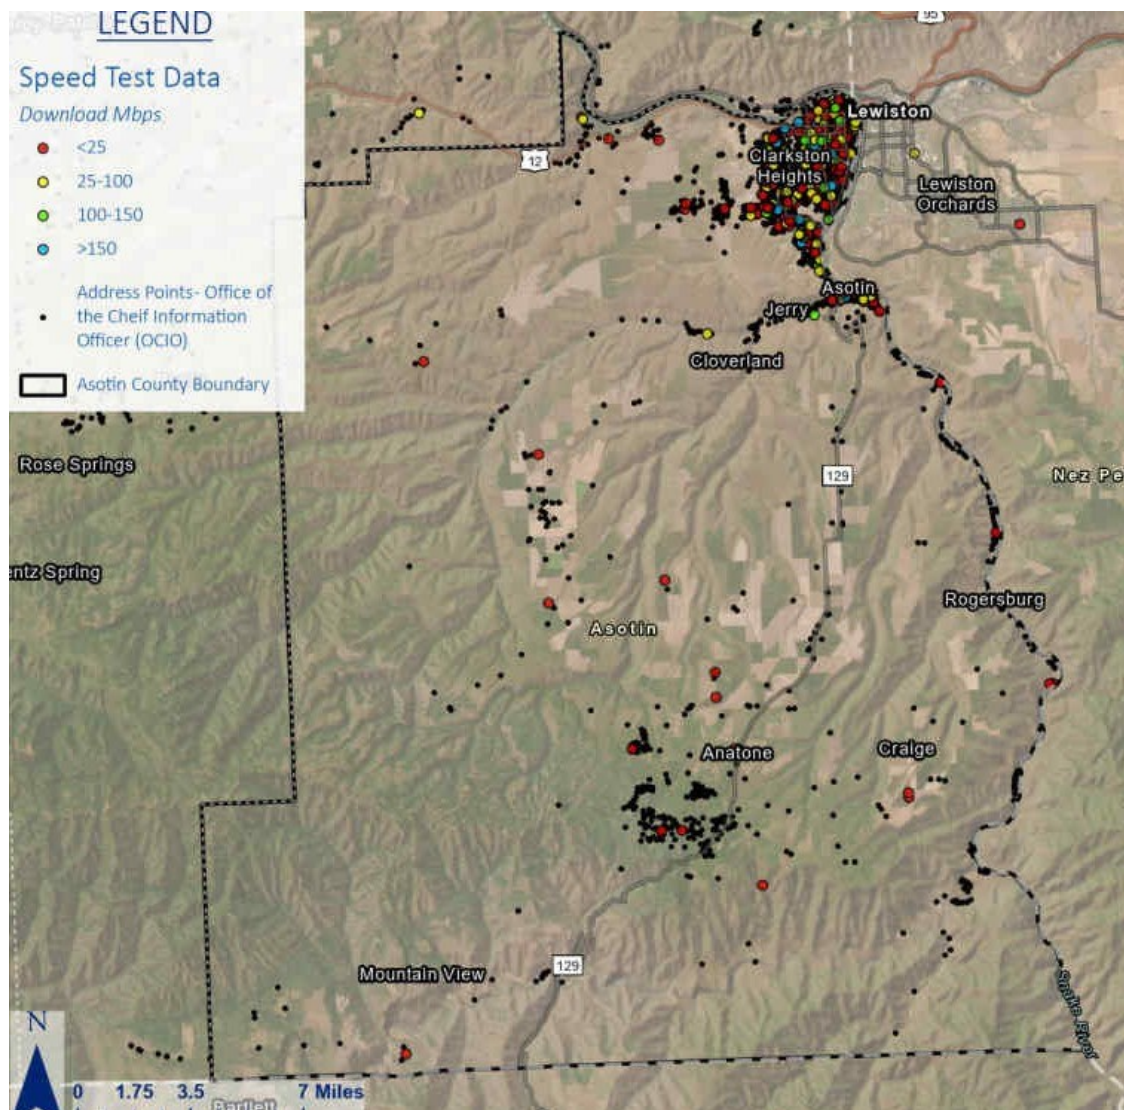 LEGEND
95
Speed Test Data
Download Mbps
<25
25-100
100-150
>150
Address Points- Office of
the Cheif Information
Officer (OCIO)
Asotin County Boundary
Lewiston
12
Clarkston
Heights
Lewiston
Orchards
Asotin
Jerry
Cloverland
Rose Springs
129
Nez Pe
entz Spring
Rogersburg
Asotin
Anatone
Craige
Mountain View
129
Snake River
N
0 1.75 3.5 7 Miles
Bartlett